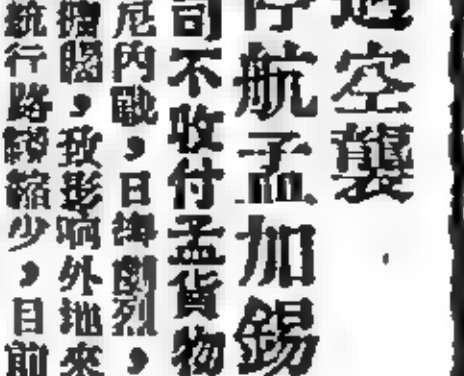 遇空襲
停航孟加錫
司不收付孟貨物
尼內戰，日趨劇烈，
擴闊，致影响外地來
航行路線縮少，目前